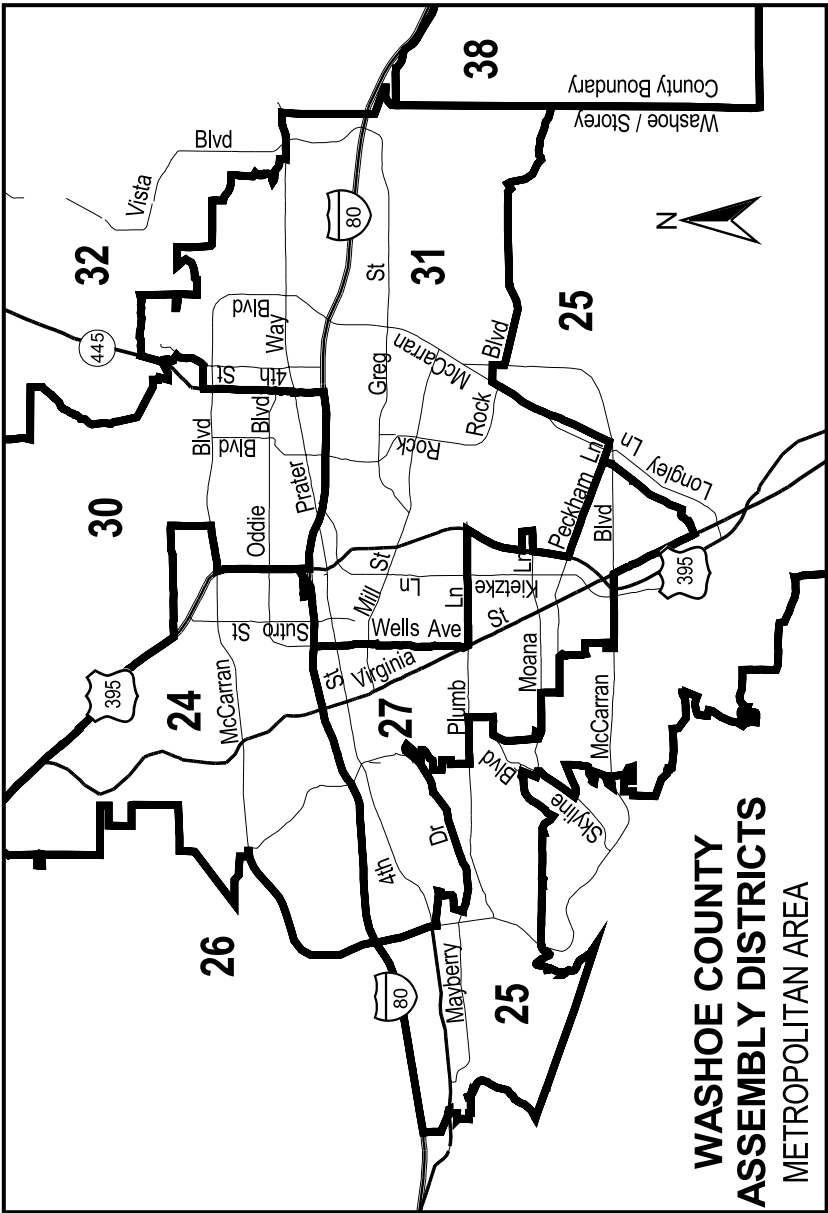 32
445
30
395
Vista
Blvd
24
McCarran
Blvd
26
Blvd
4th St
Blvd
Sutro St
Oddie
Blvd
Prater
Way
80
4th
St
Mill
St
Greg
St
Virginia
27
Wells Ave
Ln
Kietzke
Rock
McCarran
31
80
Dr
Mayberry
Plumb
Ln
Rock
Blvd
38
25
Skyline
Blvd
St
Moana
Ln
Peckham Ln
25
McCarran
Blvd
Longley
Ln
395
Washoe / Storey
County Boundary
N
WASHOE COUNTY
ASSEMBLY DISTRICTS
METROPOLITAN AREA